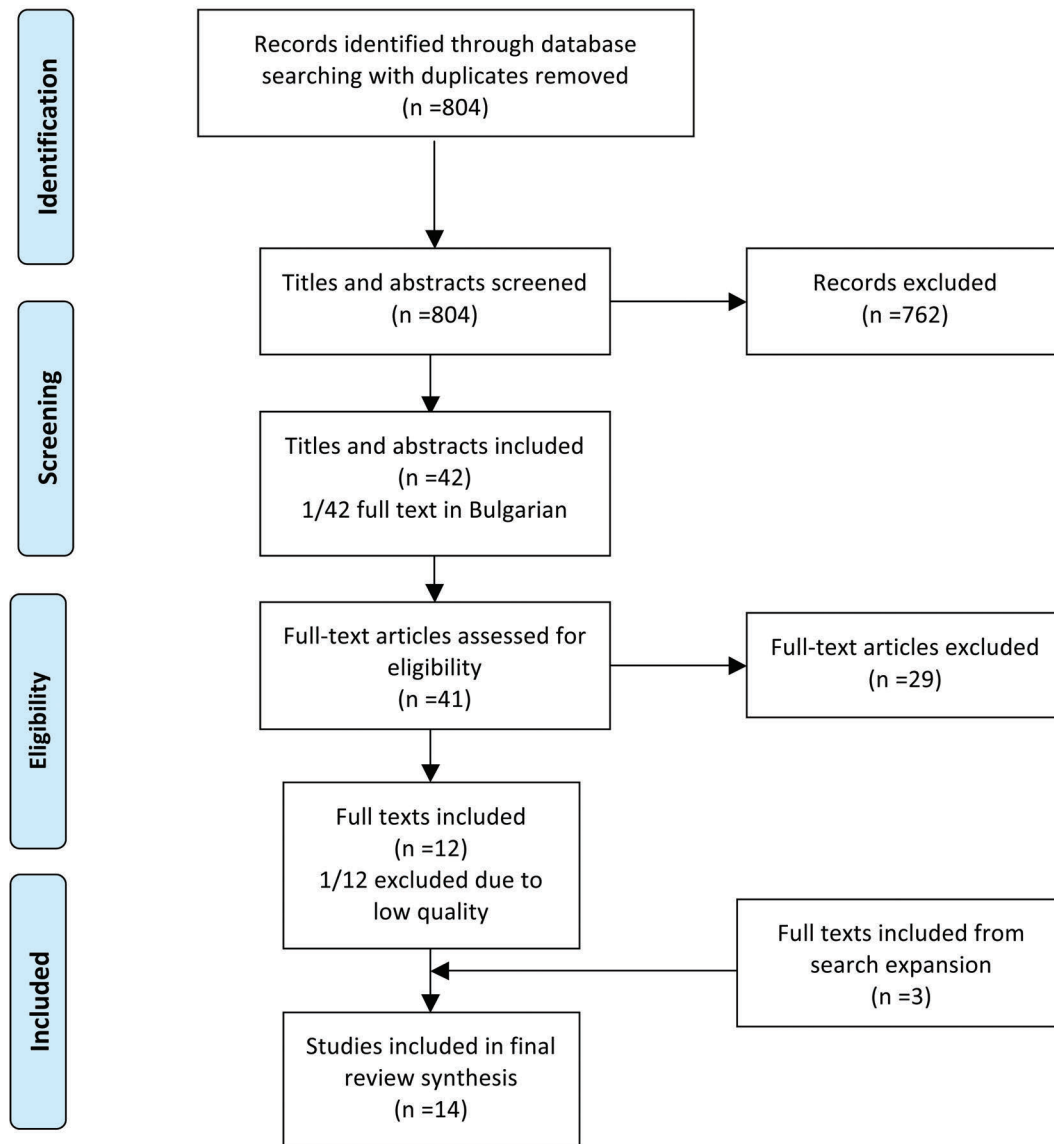 Identification
Records identified through database
searching with duplicates removed
(n =804)
Titles and abstracts screened
(n =804)
Records excluded
(n =762)
Screening
Titles and abstracts included
(n =42)
1/42 full text in Bulgarian
Eligibility
Full-text articles assessed for
eligibility
(n =41)
Full-text articles excluded
(n =29)
Full texts included
(n =12)
1/12 excluded due to
low quality
Included
Full texts included from
search expansion
(n =3)
Studies included in final
review synthesis
(n =14)